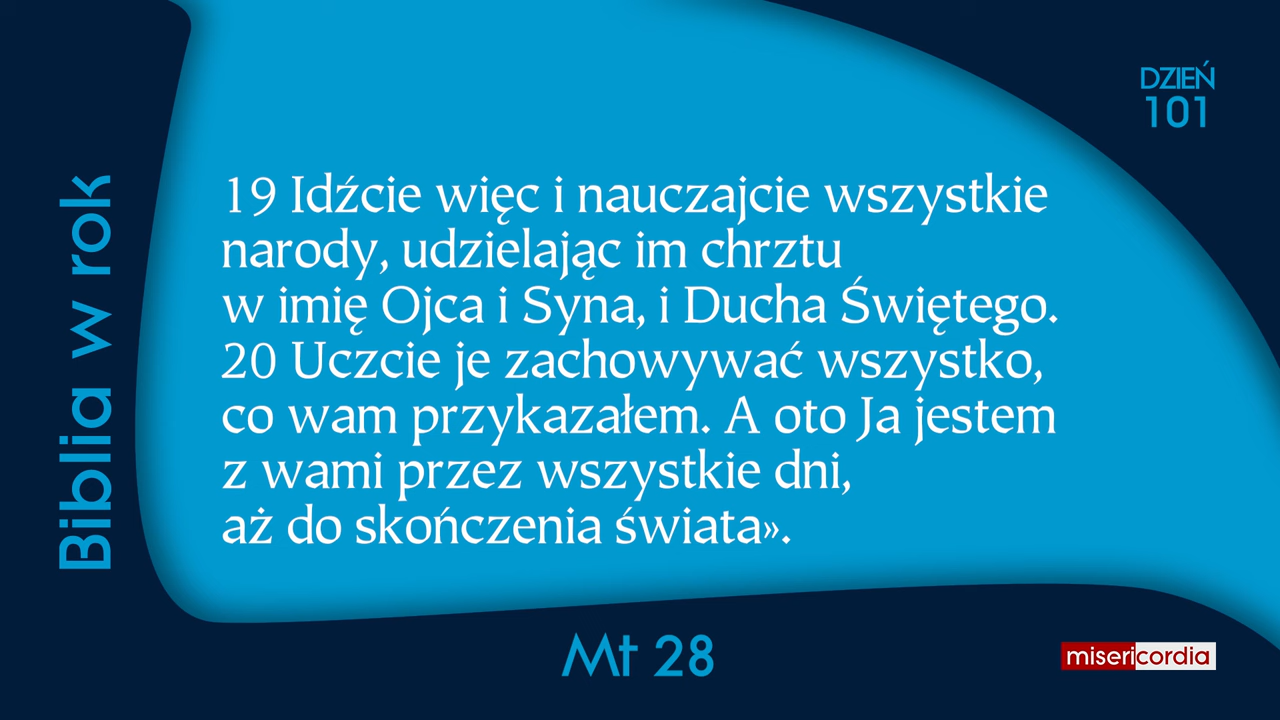 DZIEŃ
101
Biblia w rok
19 Idźcie więc i nauczajcie wszystkie
narody, udzielając im chrztu
w imię Ojca i Syna, i Ducha Świętego.
20 Uczcie je zachowywać wszystko,
co wam przykazałem. A oto Ja jestem
z wami przez wszystkie dni,
aż do skończenia świata».
Mt 28
misericordia